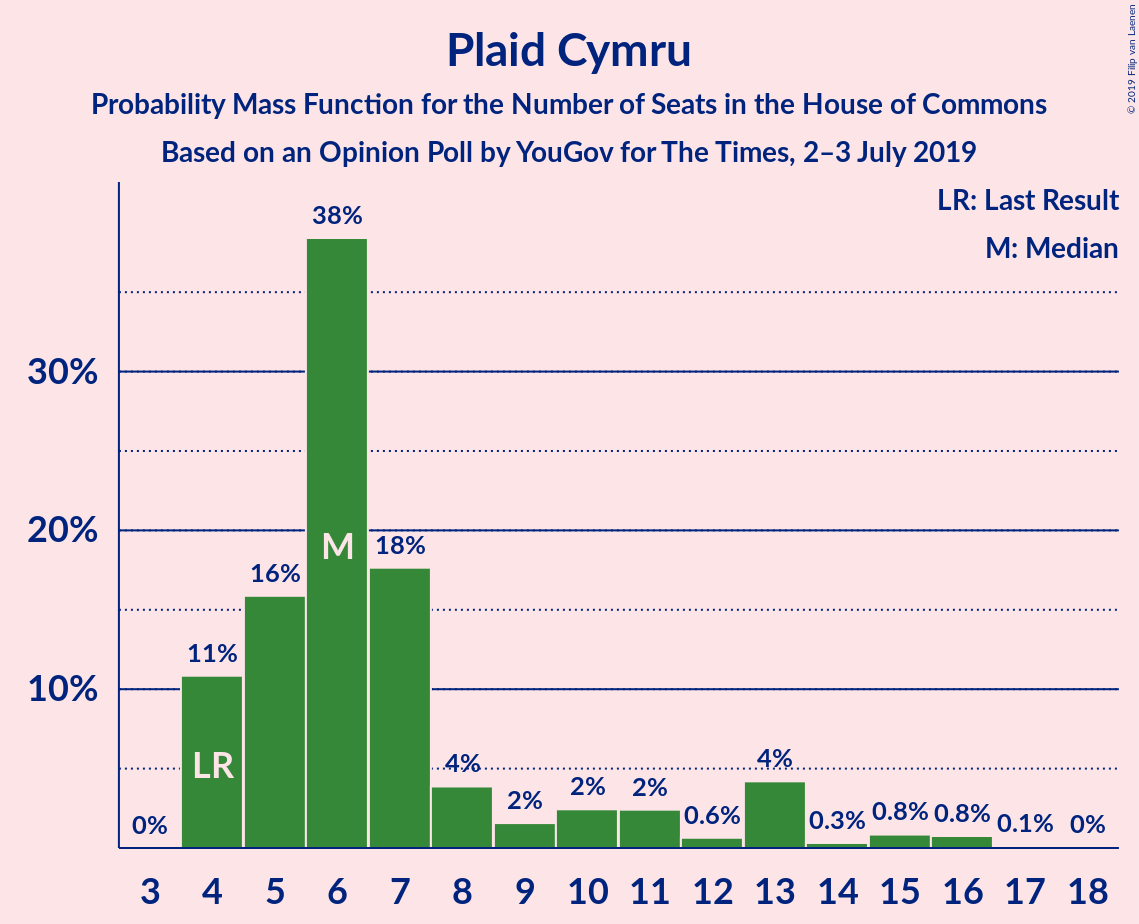 Plaid Cymru
Probability Mass Function for the Number of Seats in the House of Commons
Based on an Opinion Poll by YouGov for The Times, 2–3 July 2019
© 2019 Filip van Laenen
LR: Last Result
M: Median
38%
30%
20%
10%
M
18%
16%
11%
LR
0%
4%
2%
2%
2%
0.6%
4%
0.3%
0.8%
0.8%
0.1%
0%
3 4 5 6 7 8 9 10 11 12 13 14 15 16 17 18